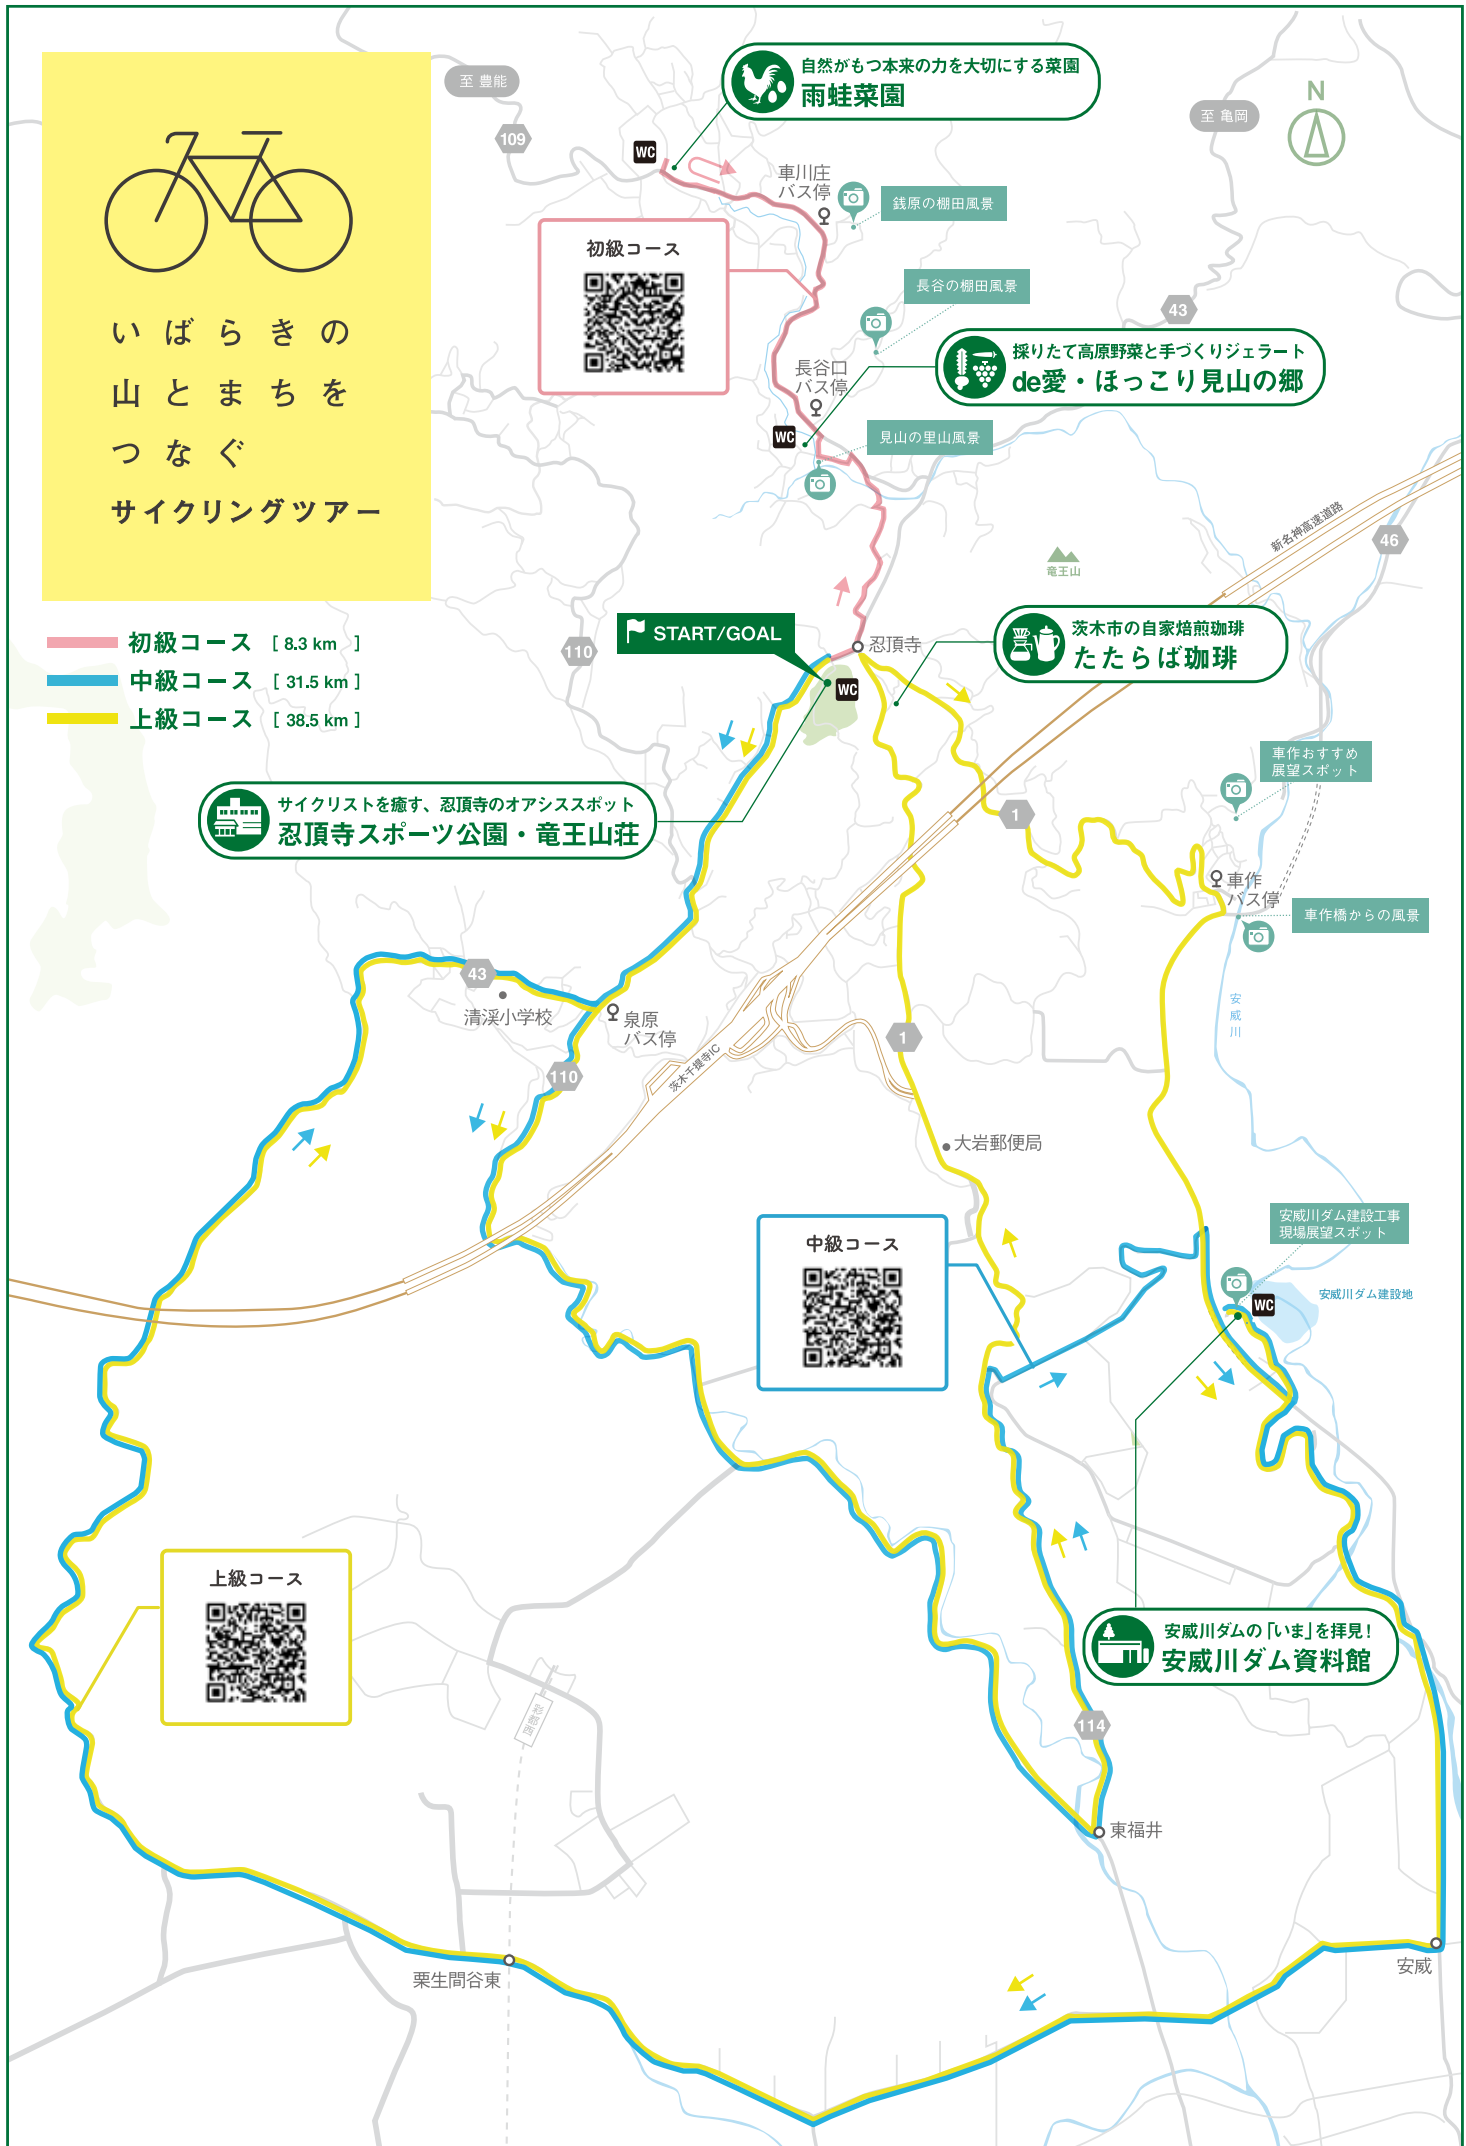 いばらきの
山とまちを
つなぐ
サイクリングツアー
初級コース [ 8.3 km ]
中級コース [ 31.5 km ]
上級コース [ 38.5 km ]
至 豊能
109
自然がもつ本来の力を大切にする菜園
雨蛙菜園
至 亀岡
N
WC
車川庄
バス停
銭原の棚田風景
初級コース
長谷の棚田風景
43
採りたて高原野菜と手づくりジェラート
de愛・ほっこり見山の郷
長谷口
バス停
WC
見山の里山風景
新名神高速道路
46
竜王山
START/GOAL
110
忍頂寺
茨木市の自家焙煎珈琲
たたらば珈琲
WC
車作おすすめ
展望スポット
サイクリストを癒す、忍頂寺のオアシススポット
忍頂寺スポーツ公園・竜王山荘
1
車作
バス停
車作橋からの風景
43
清渓小学校
泉原
バス停
安威川
1
茨木千提寺IC
110
大岩郵便局
中級コース
安威川ダム建設工事
現場展望スポット
WC
安威川ダム建設地
上級コース
安威川ダムの「いま」を拝見!
安威川ダム資料館
彩都西
114
東福井
栗生間谷東
安威